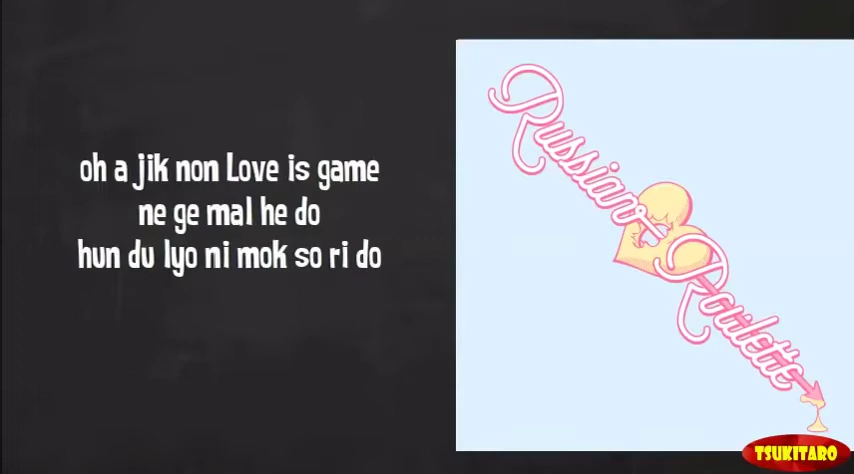 oh a jik non Love is game
ne ge mal he do
hun du lyo ni mok so ri do
Russian
Roulette
TSUKITARO